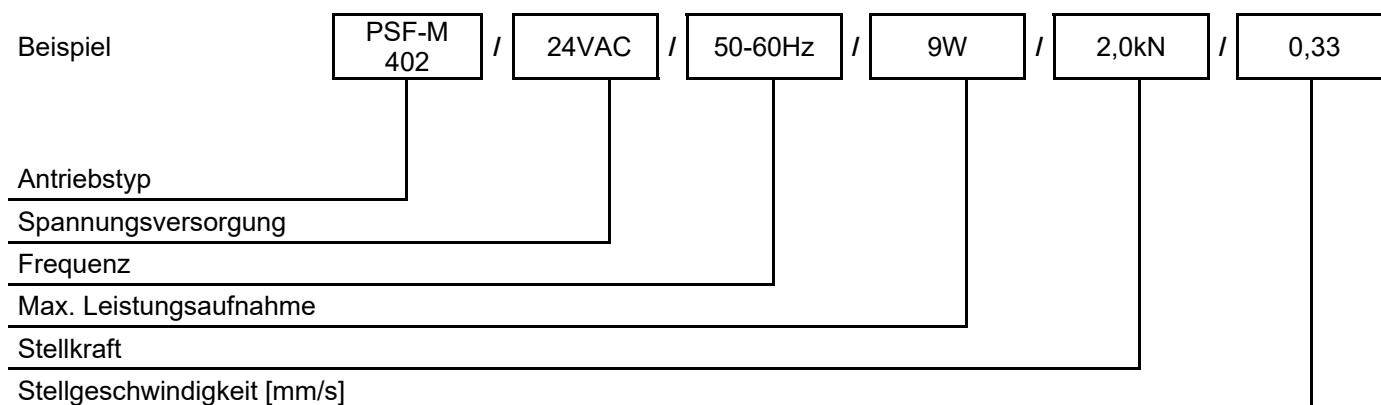 Beispiel PSF-M 402 / 24VAC / 50-60Hz / 9W / 2,0kN / 0,33
Antriebstyp
Spannungsversorgung
Frequenz
Max. Leistungsaufnahme
Stellkraft
Stellgeschwindigkeit [mm/s]